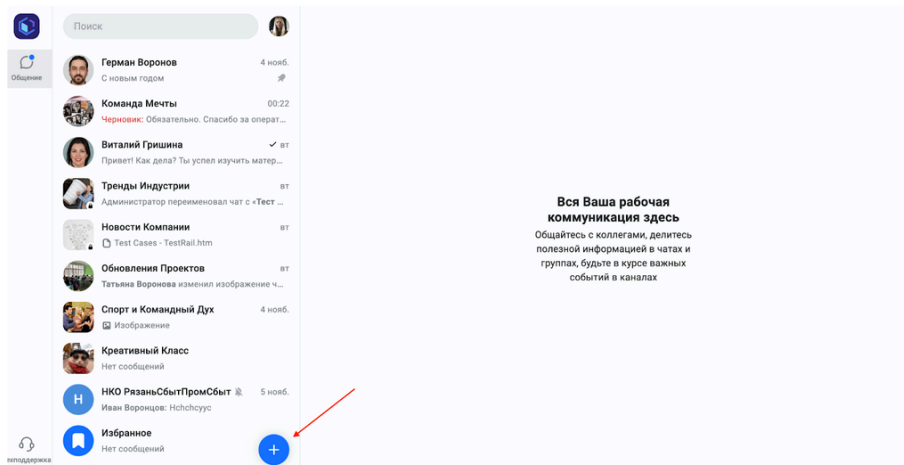 Поиск
Общение
Герман Воронов 4 нояб.
С новым годом
Команда Мечты 00:22
Черновик: Обязательно. Спасибо за операт...
Виталий Гришина вт
Привет! Как дела? Ты успел изучить матер...
Тренды Индустрии вт
Администратор переименовал чат с «Тест ...
Новости Компании вт
Test Cases - TestRail.htm
Обновления Проектов вт
Татьяна Воронова изменил изображение ч...
Спорт и Командный Дух 4 нояб.
Изображение
Креативный Класс
Нет сообщений
Н
НКО РязаньСбытПромСбыт 5 нояб.
Иван Воронцов: Hchchcyyc
Избранное
Нет сообщений
ехподдержка
Вся Ваша рабочая
коммуникация здесь
Общайтесь с коллегами, делитесь
полезной информацией в чатах и
группах, будьте в курсе важных
событий в каналах